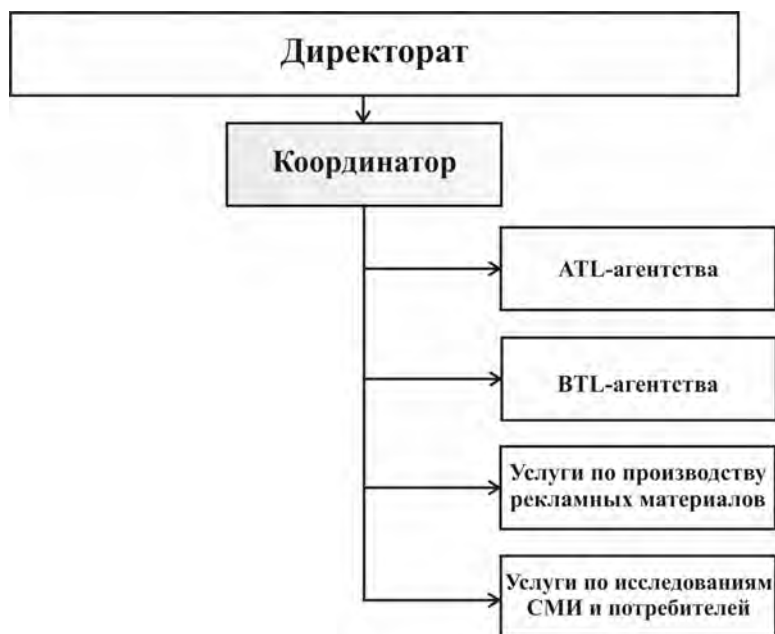 Директорат
Координатор
ATL-агентства
BTL-агентства
Услуги по производству
рекламных материалов
Услуги по исследованиям
СМИ и потребителей